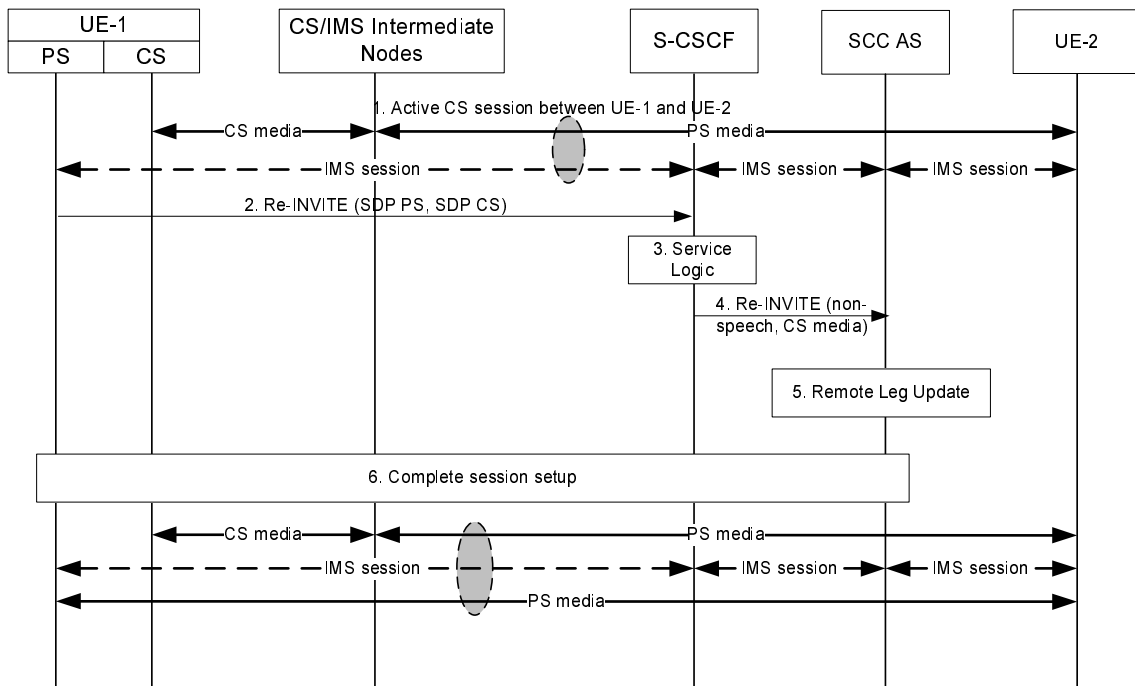 UE-1
PS
CS
CS/IMS Intermediate
Nodes
S-CSCF
SCC AS
UE-2
1. Active CS session between UE-1 and UE-2
CS media
PS media
IMS session
IMS session
IMS session
2. Re-INVITE (SDP PS, SDP CS)
3. Service
Logic
4. Re-INVITE (non-
speech, CS media)
5. Remote Leg Update
6. Complete session setup
CS media
PS media
IMS session
IMS session
IMS session
PS media